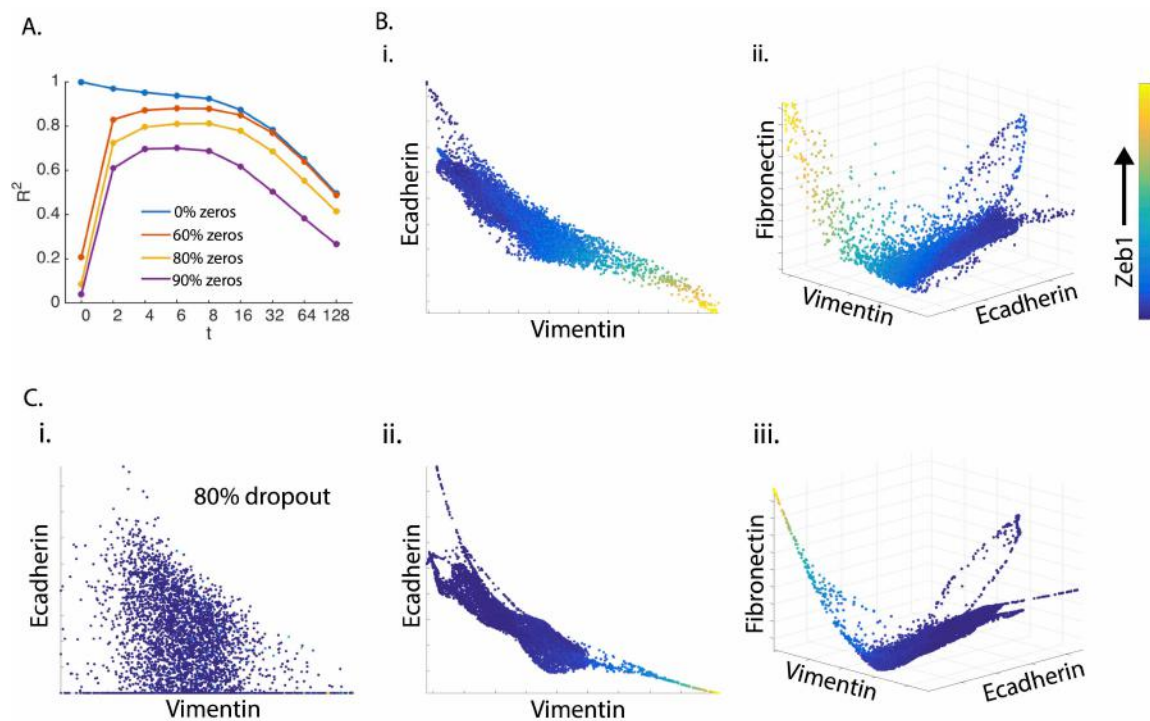 A.
R²
1
0.8
0.6
0.4
0.2
0
0% zeros
60% zeros
80% zeros
90% zeros
0 2 4 6 8 16 32 64 128
t
B.
i.
Ecadherin
Vimentin
ii.
Fibronectin
Vimentin
Ecadherin
Zeb1
C.
i.
80% dropout
Ecadherin
Vimentin
ii.
Ecadherin
Vimentin
iii.
Fibronectin
Vimentin
Ecadherin